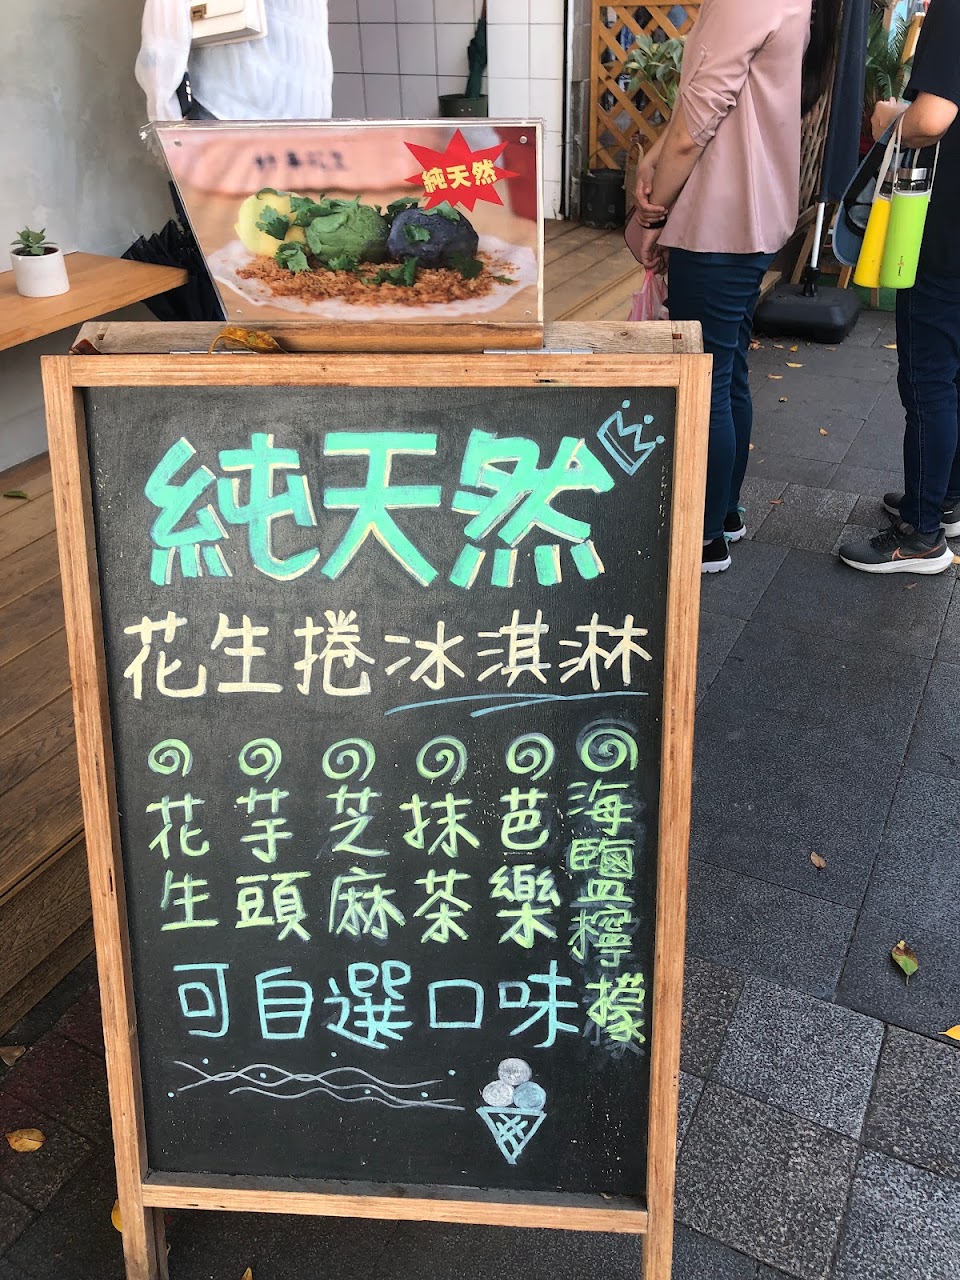 純天然
純天然
花生捲冰淇淋
花生
芋頭
芝麻
抹茶
芭樂
海鹽檸檬
可自選口味